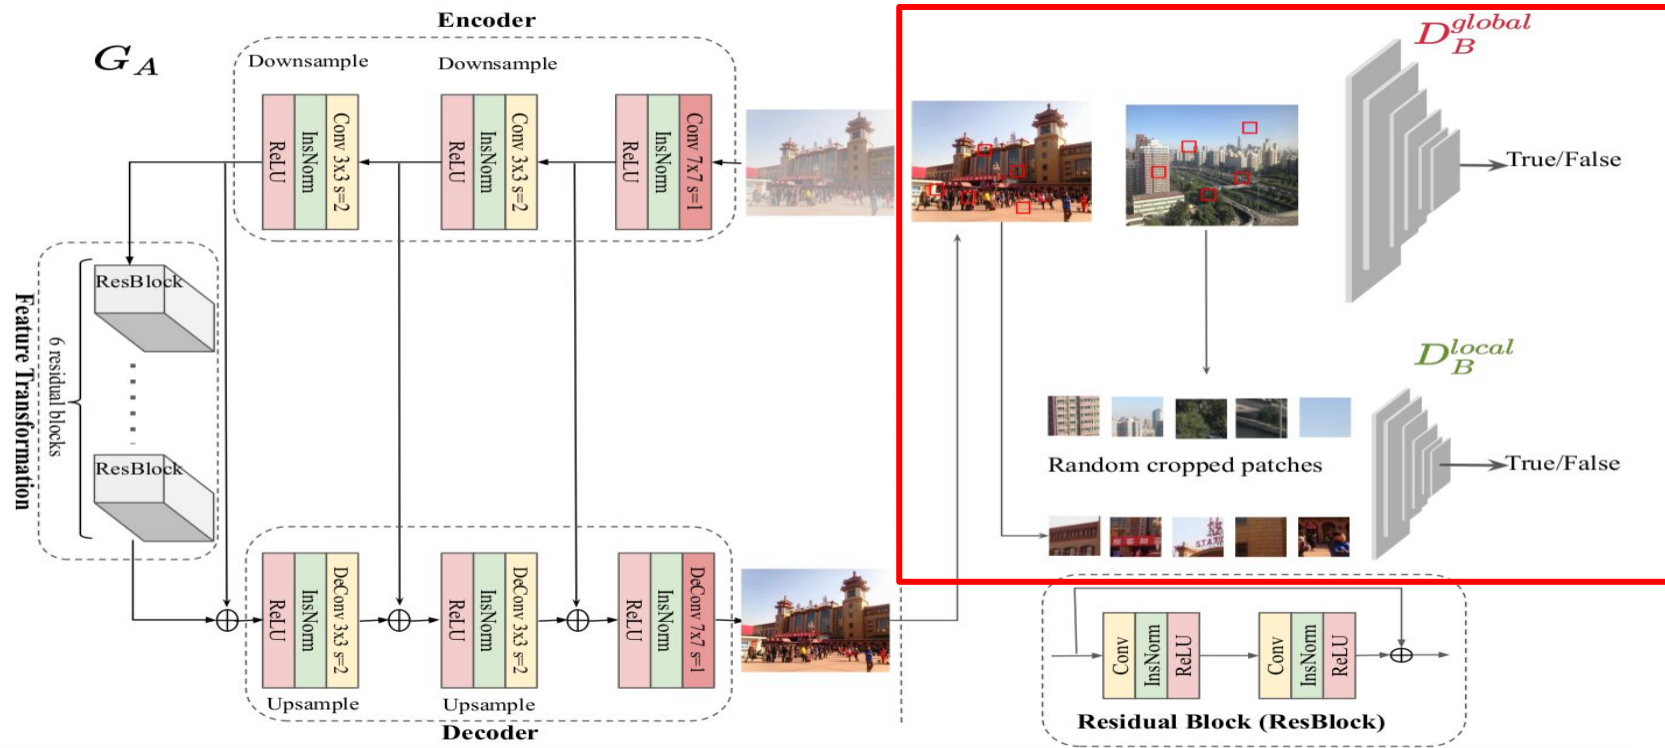 Encoder
G_A
Downsample
Downsample
ReLU
InsNorm
Conv 3x3 s=2
ReLU
InsNorm
Conv 3x3 s=2
ReLU
InsNorm
Conv 7x7 s=1
Feature Transformation
6 residual blocks
ResBlock
ResBlock
ReLU
InsNorm
DeConv 3x3 s=2
ReLU
InsNorm
DeConv 3x3 s=2
ReLU
InsNorm
DeConv 7x7 s=1
Upsample
Upsample
Decoder
D_B^global
True/False
D_B^local
Random cropped patches
True/False
Conv
InsNorm
ReLU
Conv
InsNorm
ReLU
Residual Block (ResBlock)